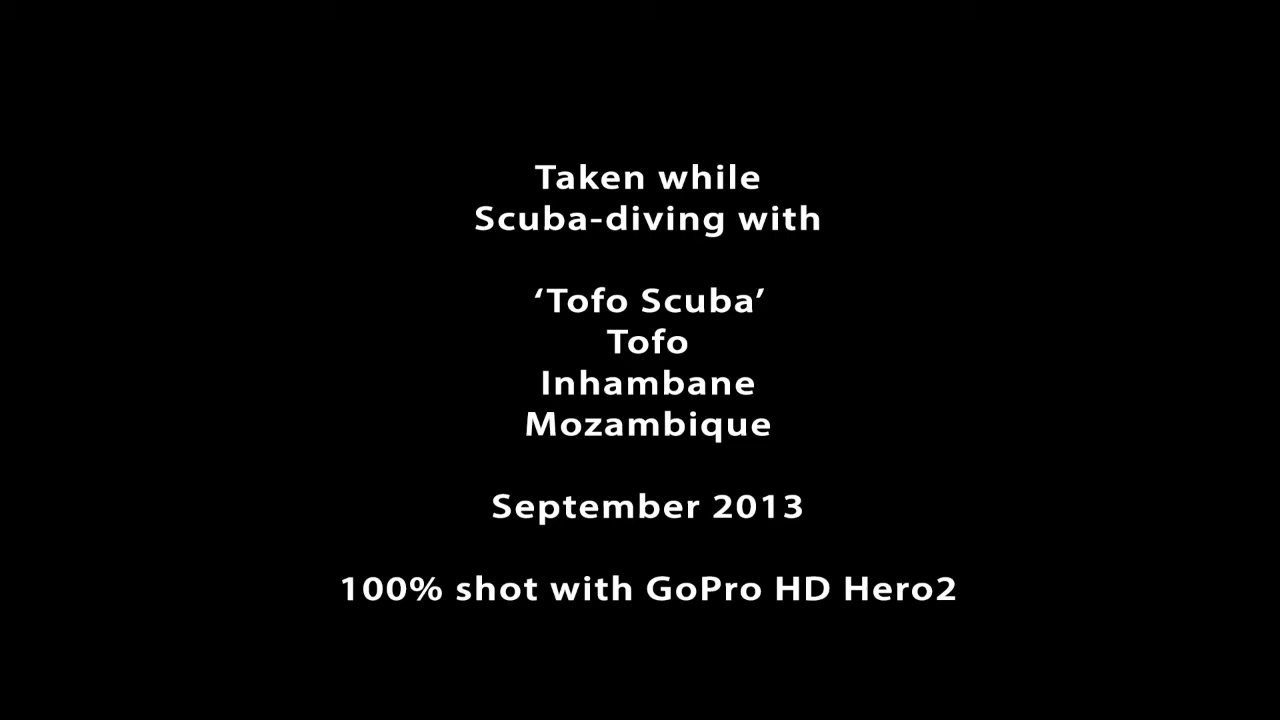 Taken while
Scuba-diving with
‘Tofo Scuba’
Tofo
Inhambane
Mozambique
September 2013
100% shot with GoPro HD Hero2